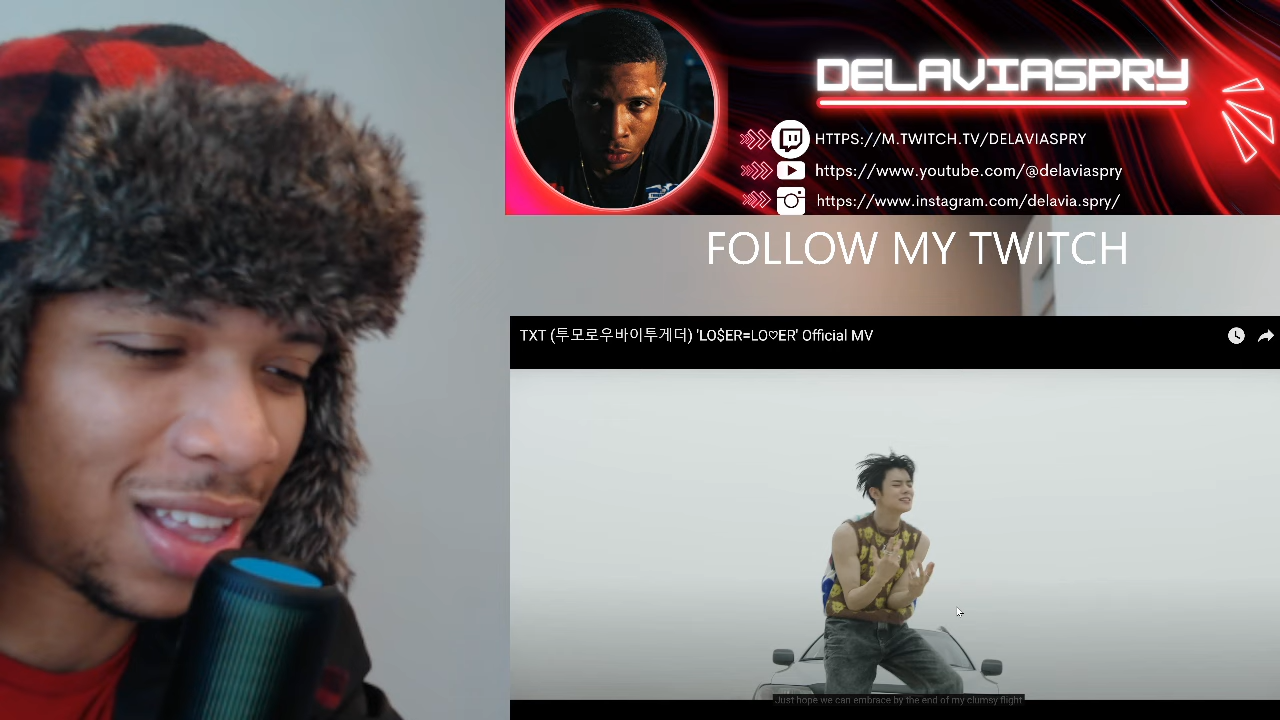 DELAVIASPRY
HTTPS://M.TWITCH.TV/DELAVIASPRY
https://www.youtube.com/@delaviaspry
https://www.instagram.com/delavia.spry/
FOLLOW MY TWITCH
TXT (투모로우바이투게더) 'LO$ER=LO♡ER' Official MV
Just hope we can embrace by the end of my clumsy flight